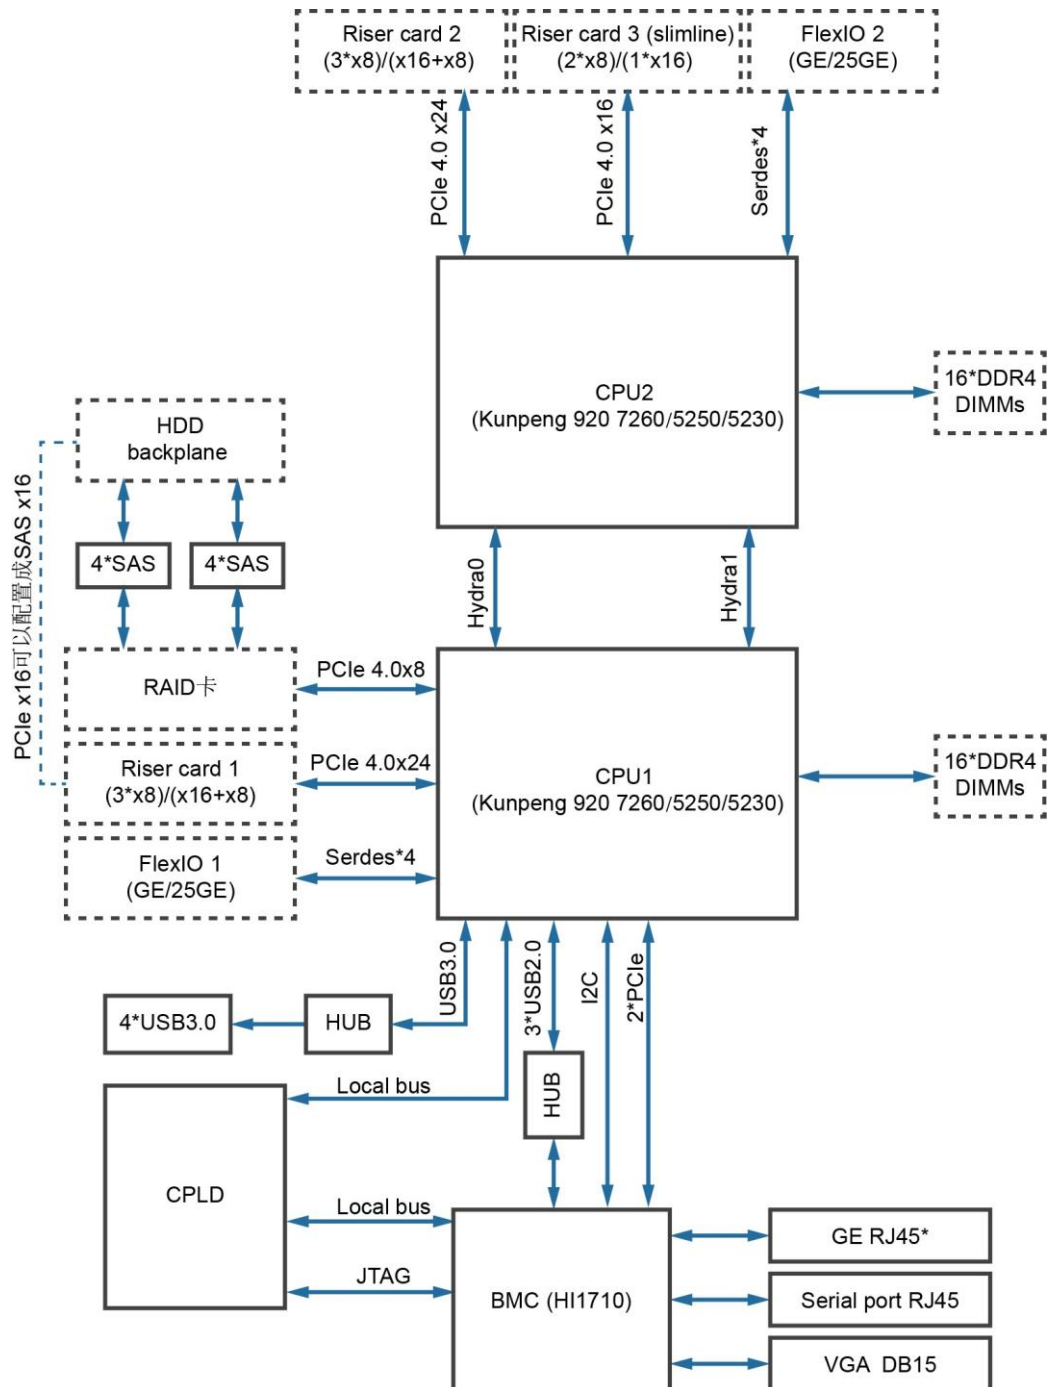 Riser card 2
(3*x8)/(x16+x8)
Riser card 3 (slimline)
(2*x8)/(1*x16)
FlexIO 2
(GE/25GE)
PCIe 4.0 x24
PCIe 4.0 x16
Serdes*4
CPU2
(Kunpeng 920 7260/5250/5230)
16*DDR4
DIMMs
HDD
backplane
4*SAS
4*SAS
PCIe x16可以配置成SAS x16
Hydra0
Hydra1
RAID卡
PCIe 4.0x8
Riser card 1
(3*x8)/(x16+x8)
PCIe 4.0x24
FlexIO 1
(GE/25GE)
Serdes*4
CPU1
(Kunpeng 920 7260/5250/5230)
16*DDR4
DIMMs
USB3.0
3*USB2.0
I2C
2*PCIe
4*USB3.0
HUB
HUB
Local bus
CPLD
Local bus
JTAG
BMC (HI1710)
GE RJ45*
Serial port RJ45
VGA DB15